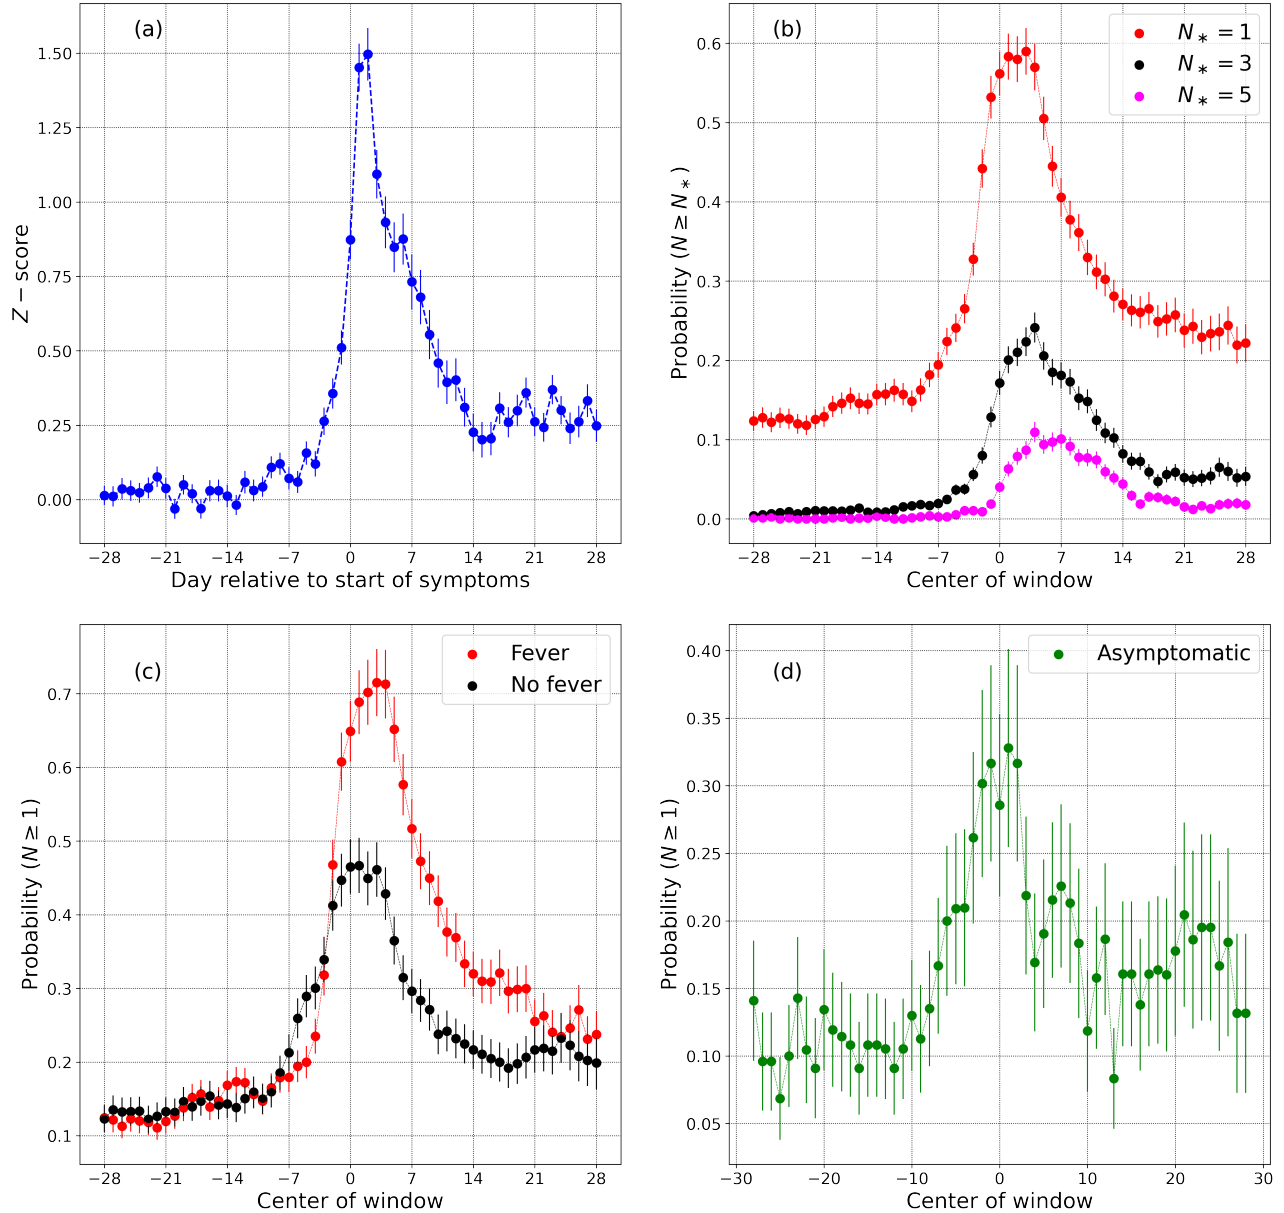 (a)
Z − score
1.50
1.25
1.00
0.75
0.50
0.25
0.00
−28 −21 −14 −7 0 7 14 21 28
Day relative to start of symptoms
(b)
N∗ = 1
N∗ = 3
N∗ = 5
Probability (N ≥ N∗)
0.6
0.5
0.4
0.3
0.2
0.1
0.0
−28 −21 −14 −7 0 7 14 21 28
Center of window
(c)
Fever
No fever
Probability (N ≥ 1)
0.7
0.6
0.5
0.4
0.3
0.2
0.1
−28 −21 −14 −7 0 7 14 21 28
Center of window
(d)
Asymptomatic
Probability (N ≥ 1)
0.40
0.35
0.30
0.25
0.20
0.15
0.10
0.05
−30 −20 −10 0 10 20 30
Center of window